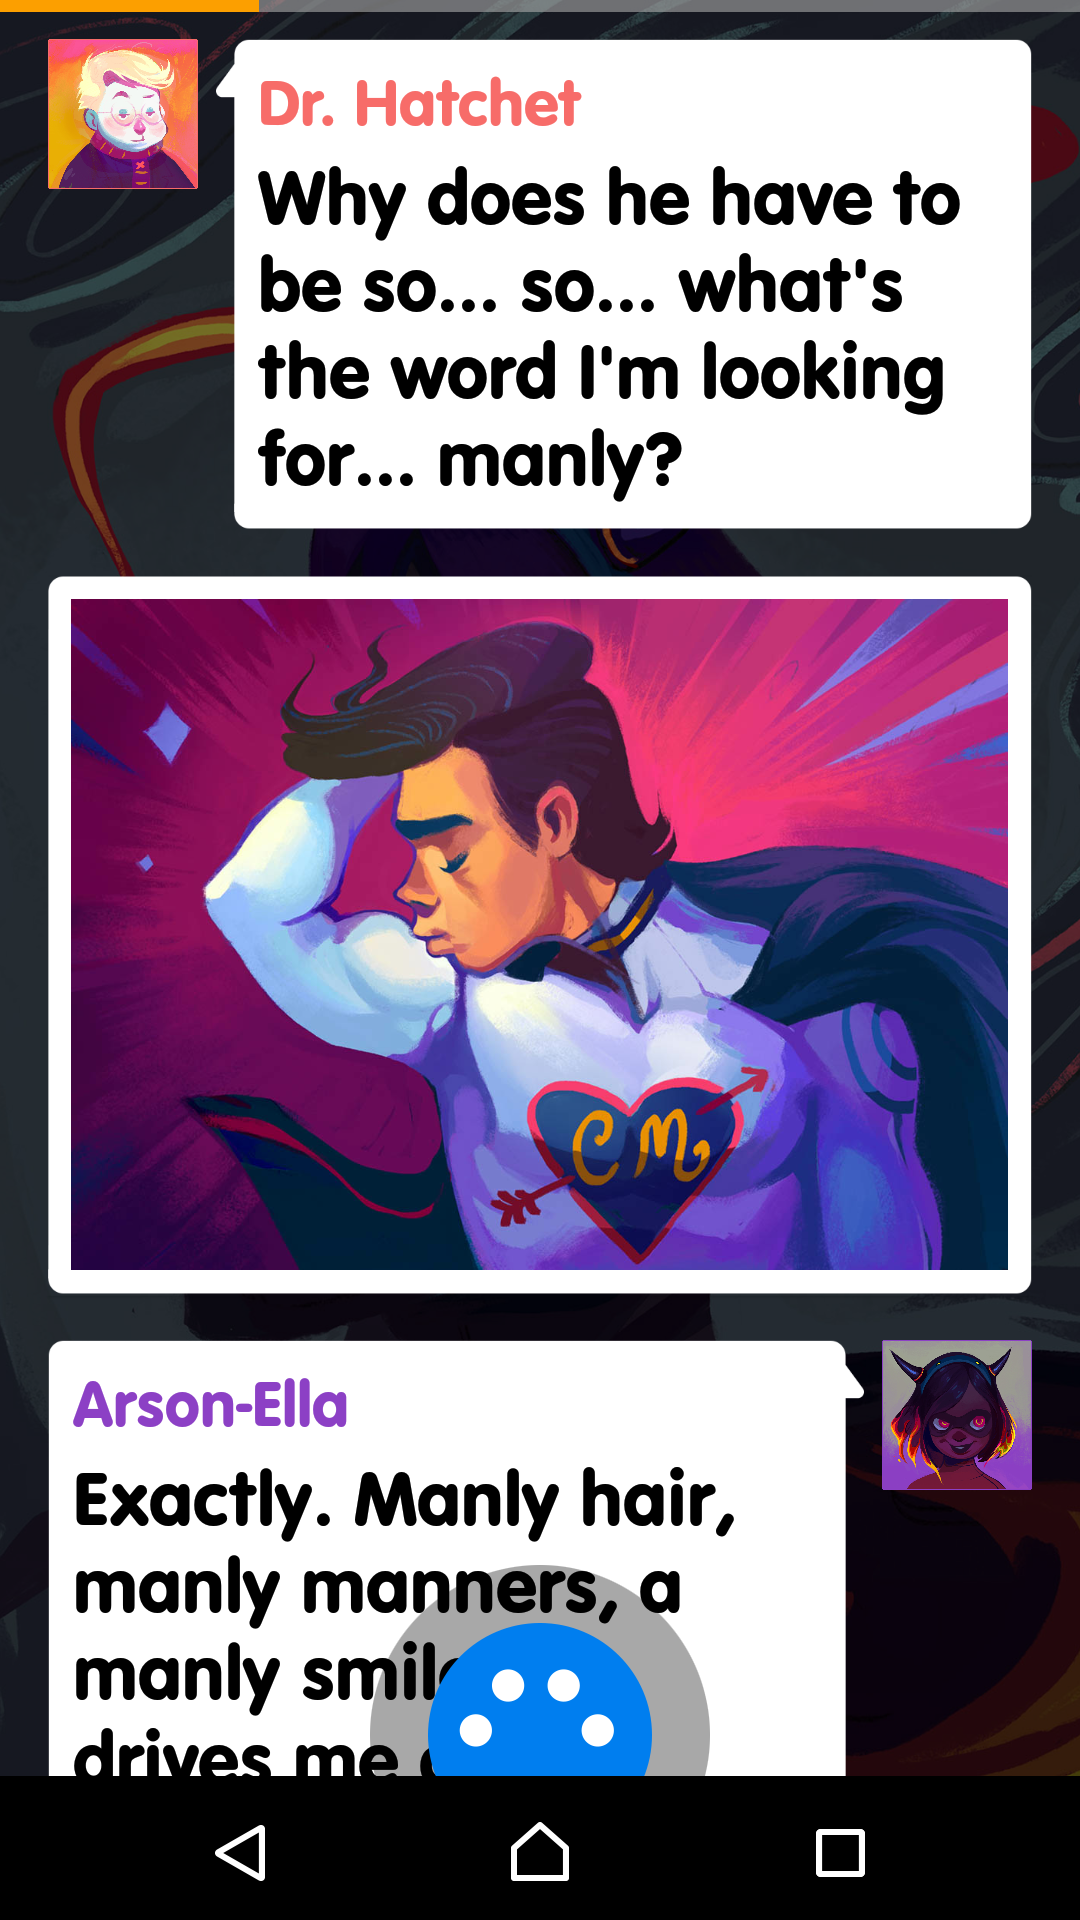 Dr. Hatchet
Why does he have to
be so... so... what's
the word I'm looking
for... manly?
CM
Arson-Ella
Exactly. Manly hair,
manly manners, a
manly smile
drives me